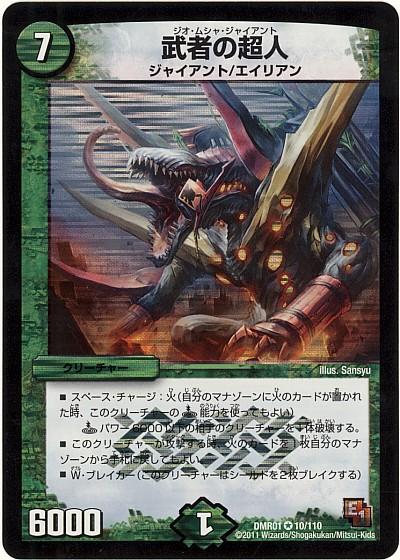 7
ジオ・ムシャ・ジャイアント
武者の超人
ジャイアント/エイリアン
クリーチャー
illus. Sansyu
■ スペース・チャージ：火(自分のマナゾーンに火のカードが置かれ
た時、このクリーチャーの 能力を使ってもよい)
パワー6000以下の相手のクリーチャーを1体破壊する。
■ このクリーチャーが攻撃する時、火のカードを1枚自分のマナ
ゾーンから手札に戻してもよい。
■ W・ブレイカー(このクリーチャーはシールドを2枚ブレイクする)
6000
1
DMR01 10/110
©2011 Wizards/Shogakukan/Mitsui-Kids
E1